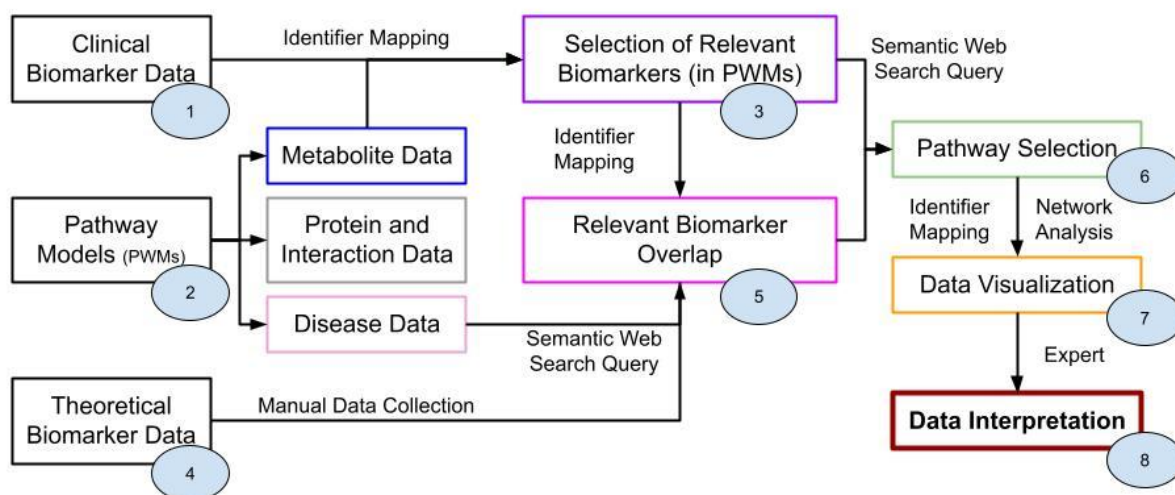 Clinical
Biomarker Data
1
Identifier Mapping
Selection of Relevant
Biomarkers (in PWMs)
3
Semantic Web
Search Query
Metabolite Data
Identifier
Mapping
Pathway Selection
6
Pathway
Models (PWMs)
2
Protein and
Interaction Data
Relevant Biomarker
Overlap
5
Identifier
Mapping
Network
Analysis
Disease Data
Semantic Web
Search Query
Data Visualization
7
Expert
Theoretical
Biomarker Data
4
Manual Data Collection
Data Interpretation
8